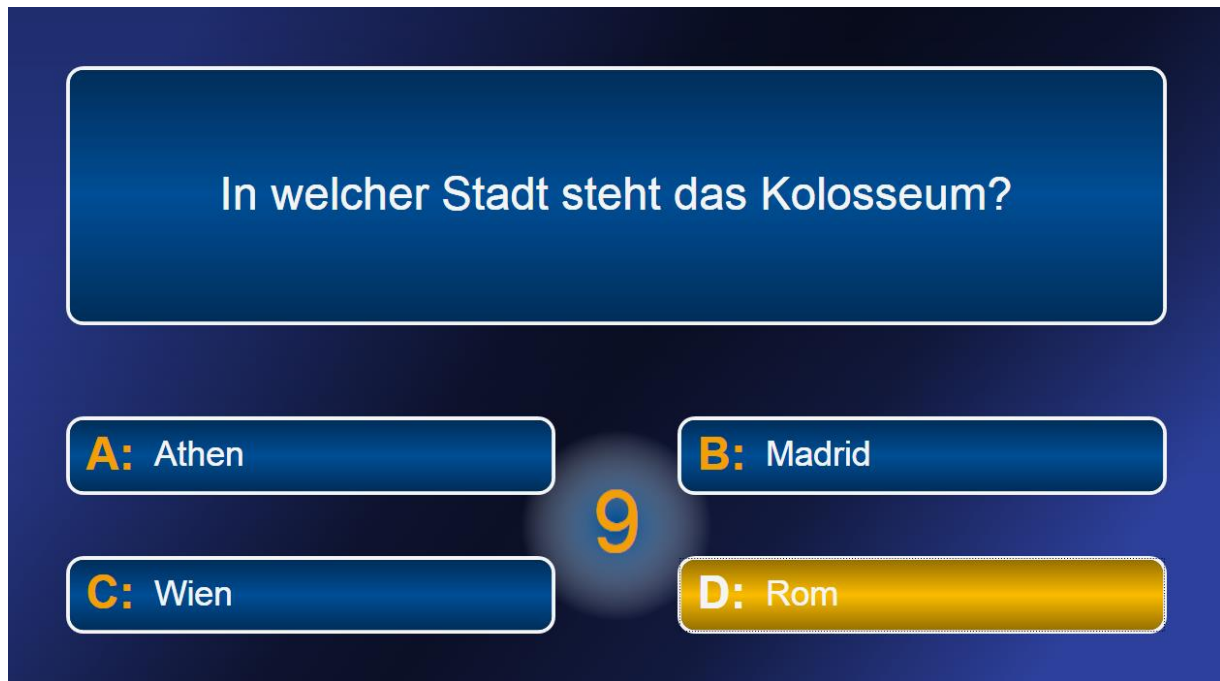 In welcher Stadt steht das Kolosseum?
A: Athen
B: Madrid
9
C: Wien
D: Rom